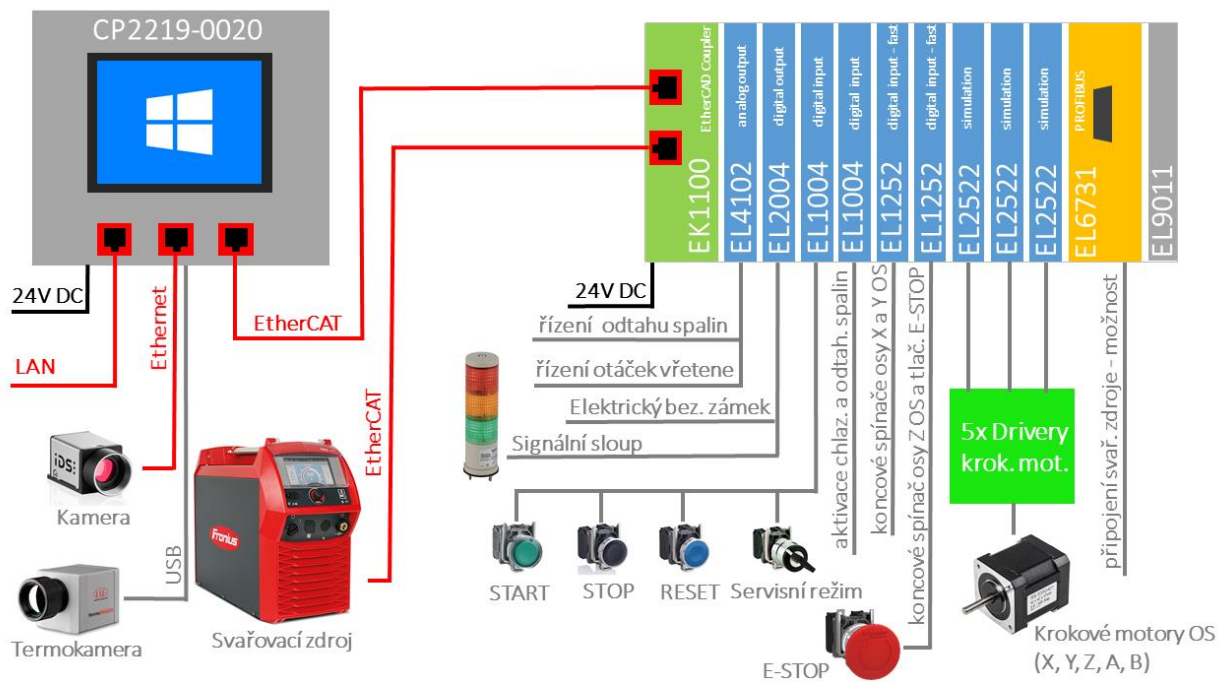 CP2219-0020
24V DC
LAN
Ethernet
EtherCAT
USB
EtherCAT
iDS:
Kamera
Termokamera
Fronius
Svařovací zdroj
EK1100 EtherCAD Coupler
EL4102 analog output
EL2004 digital output
EL1004 digital input
EL1004 digital input
EL1252 digital input - fast
EL1252 digital input - fast
EL2522 simulation
EL2522 simulation
EL2522 simulation
EL6731 PROFIBUS
EL9011
24V DC
řízení odtahu spalin
řízení otáček vřetene
Elektrický bez. zámek
Signální sloup
START
STOP
RESET
Servisní režim
aktivace chlaz. a odtah. spalin
koncové spínače osy X a Y OS
koncové spínač osy Z OS a tlač. E-STOP
E-STOP
5x Drivery
krok. mot.
Krokové motory OS
(X, Y, Z, A, B)
připojení svař. zdroje - možnost